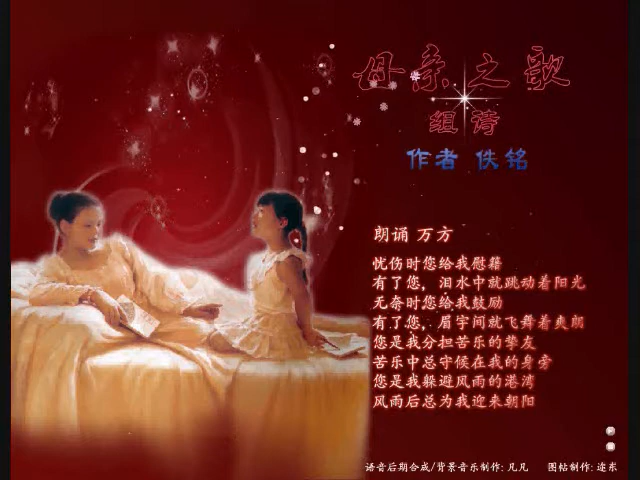 母亲之歌
组诗
作者 佚铭
朗诵 万方
忧伤时您给我慰籍
有了您，泪水中就跳动着阳光
无奈时您给我鼓励
有了您，眉宇间就飞舞着爽朗
您是我分担苦乐的挚友
苦乐中总守候在我的身旁
您是我躲避风雨的港湾
风雨后总为我迎来朝阳
语音后期合成/背景音乐制作:凡凡 图帖制作:逵东